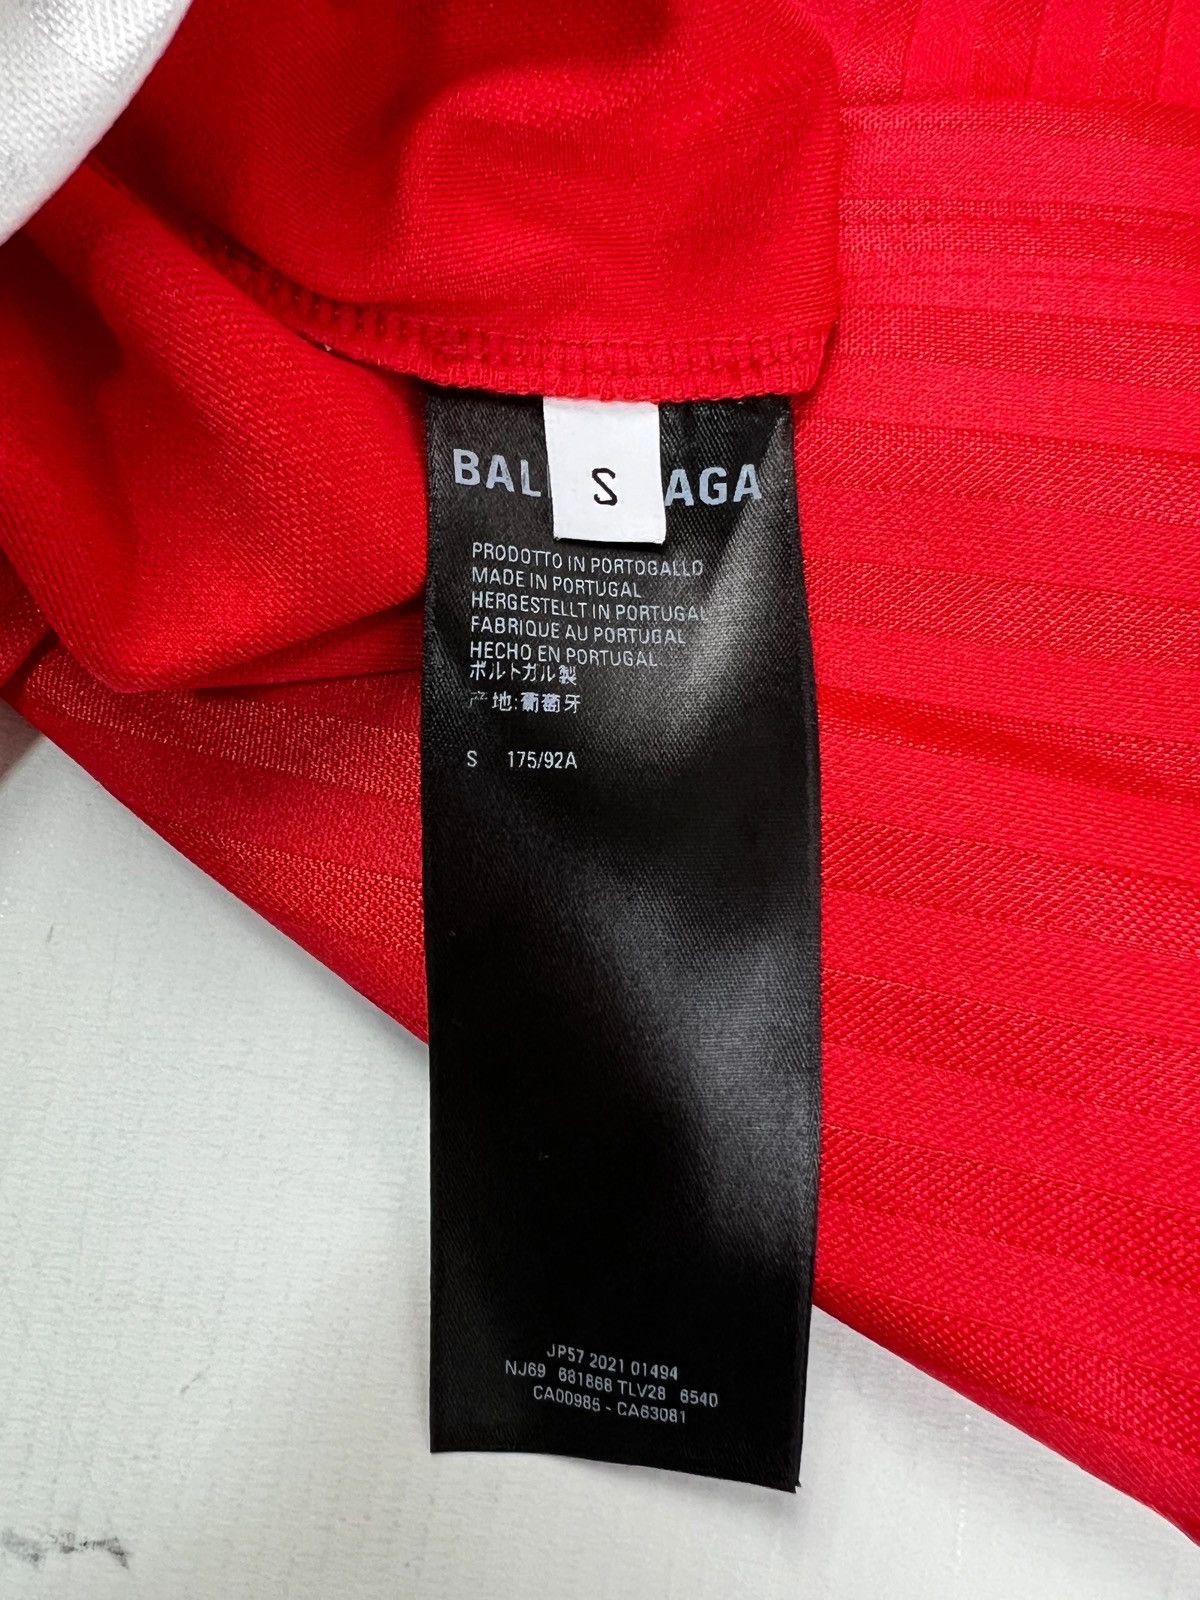 BAL AGA
S
PRODOTTO IN PORTOGALLO
MADE IN PORTUGAL
HERGESTELLT IN PORTUGAL
FABRIQUE AU PORTUGAL
HECHO EN PORTUGAL
ポルトガル製
产地:葡萄牙
S 175/92A
JP57 2021 01494
NJ69 681868 TLV28 6540
CA00985 - CA63081